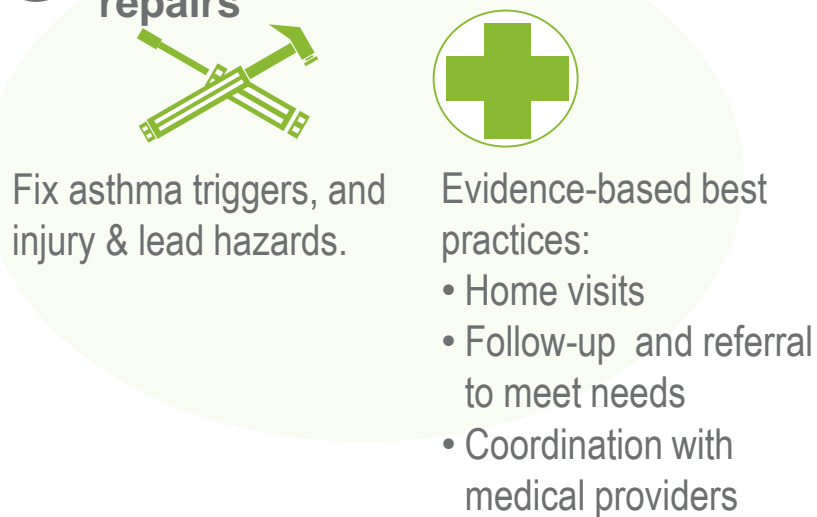 repairs
Fix asthma triggers, and
injury & lead hazards.
Evidence-based best
practices:
• Home visits
• Follow-up  and referral
to meet needs
• Coordination with
medical providers